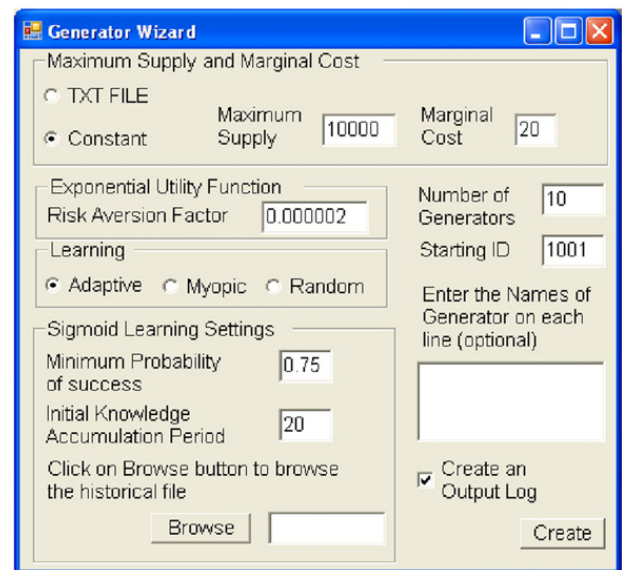 Generator Wizard
Maximum Supply and Marginal Cost
TXT FILE
Constant
Maximum
Supply
10000
Marginal
Cost
20
Exponential Utility Function
Risk Aversion Factor
0.000002
Learning
Adaptive
Myopic
Random
Sigmoid Learning Settings
Minimum Probability
of success
0.75
Initial Knowledge
Accumulation Period
20
Click on Browse button to browse
the historical file
Browse
Number of
Generators
10
Starting ID
1001
Enter the Names of
Generator on each
line (optional)
Create an
Output Log
Create